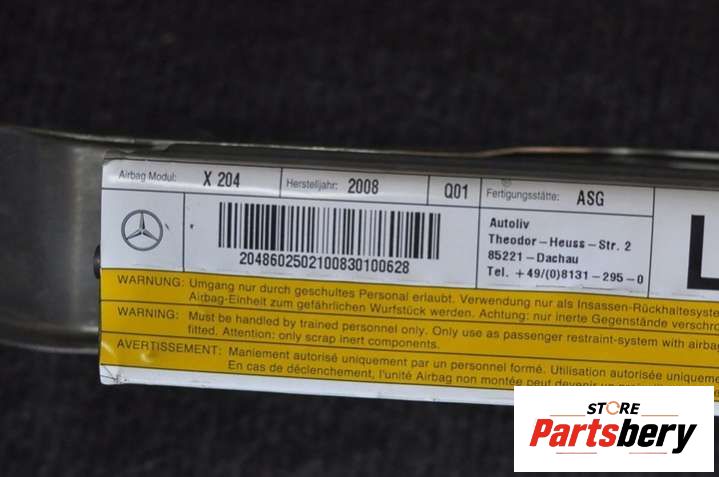 Airbag Modul: X 204 Herstelljahr: 2008 Q01 Fertigungsstätte: ASG
2048602502100830100628
Autoliv
Theodor-Heuss-Str. 2
85221-Dachau
Tel. +49/(0)8131-295-0
L
WARNUNG: Umgang nur durch geschultes Personal erlaubt. Verwendung nur als Insassen-Rückhaltesystem
Airbag-Einheit zum gefährlichen Wurfstück werden. Achtung: nur inerte Gegenstände verschro
WARNING: Must be handled by trained personnel only. Only use as passenger restraint-system with airbag
fitted. Attention: only scrap inert components.
AVERTISSEMENT: Maniement autorisé uniquement par un personnel formé. Utilisation autorisée uniqueme
En cas de déclenchement, l'unité Airbag non montée peut devenir un
STORE
Partsbery